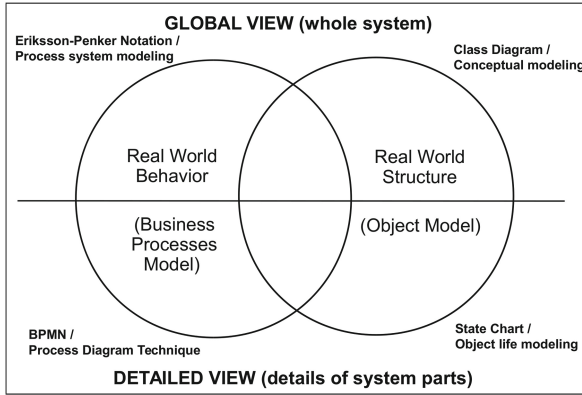 GLOBAL VIEW (whole system)
Eriksson-Penker Notation /
Process system modeling
Class Diagram /
Conceptual modeling
Real World
Behavior
Real World
Structure
(Business
Processes
Model)
(Object Model)
BPMN /
Process Diagram Technique
State Chart /
Object life modeling
DETAILED VIEW (details of system parts)